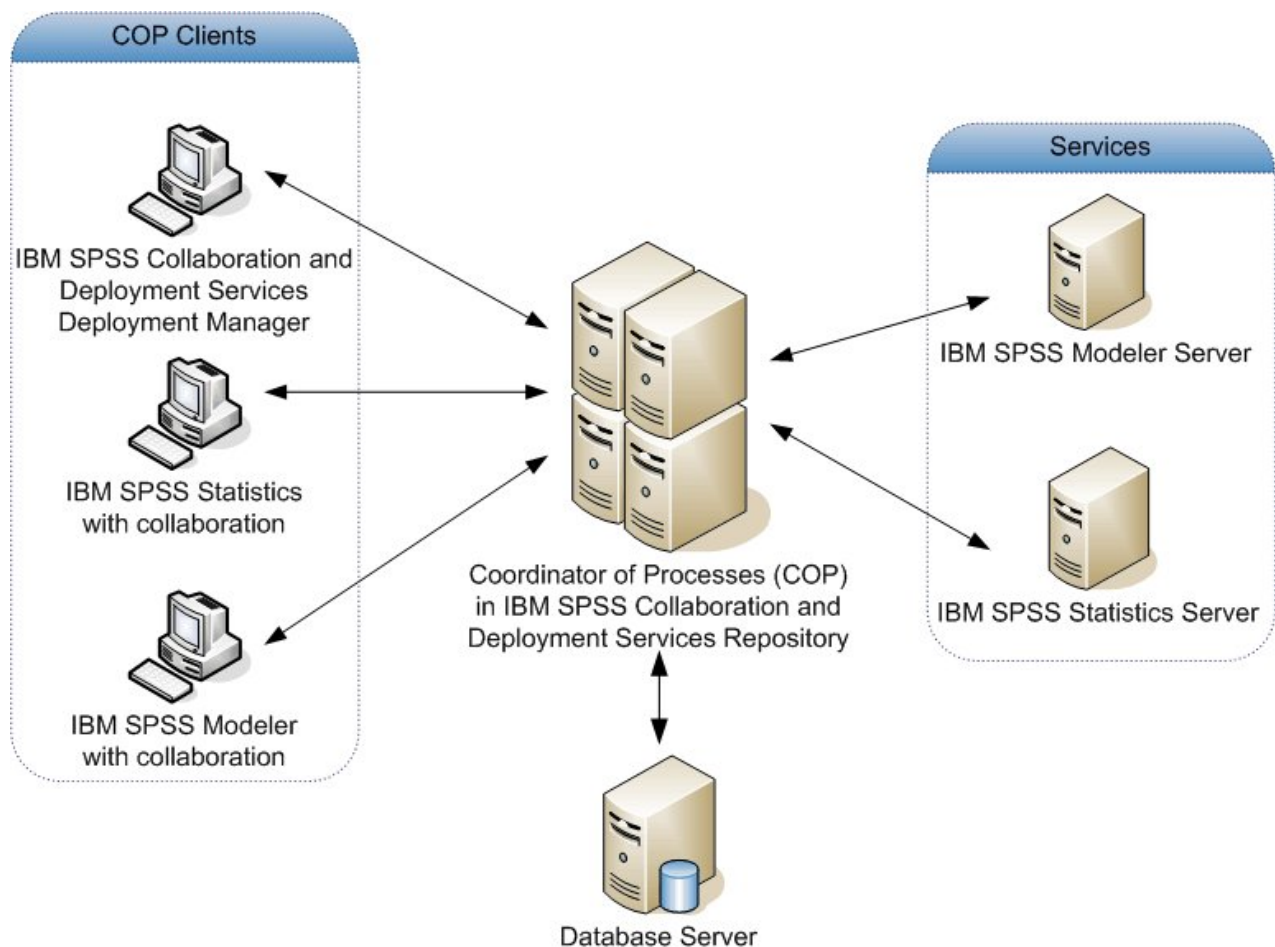 COP Clients
IBM SPSS Collaboration and
Deployment Services
Deployment Manager
IBM SPSS Statistics
with collaboration
IBM SPSS Modeler
with collaboration
Coordinator of Processes (COP)
in IBM SPSS Collaboration and
Deployment Services Repository
Database Server
Services
IBM SPSS Modeler Server
IBM SPSS Statistics Server